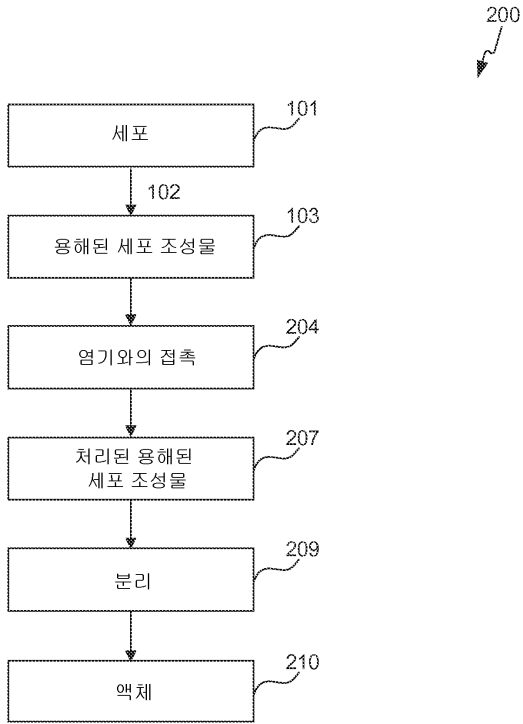 200
세포
101
102
용해된 세포 조성물
103
염기와의 접촉
204
처리된 용해된
세포 조성물
207
분리
209
액체
210